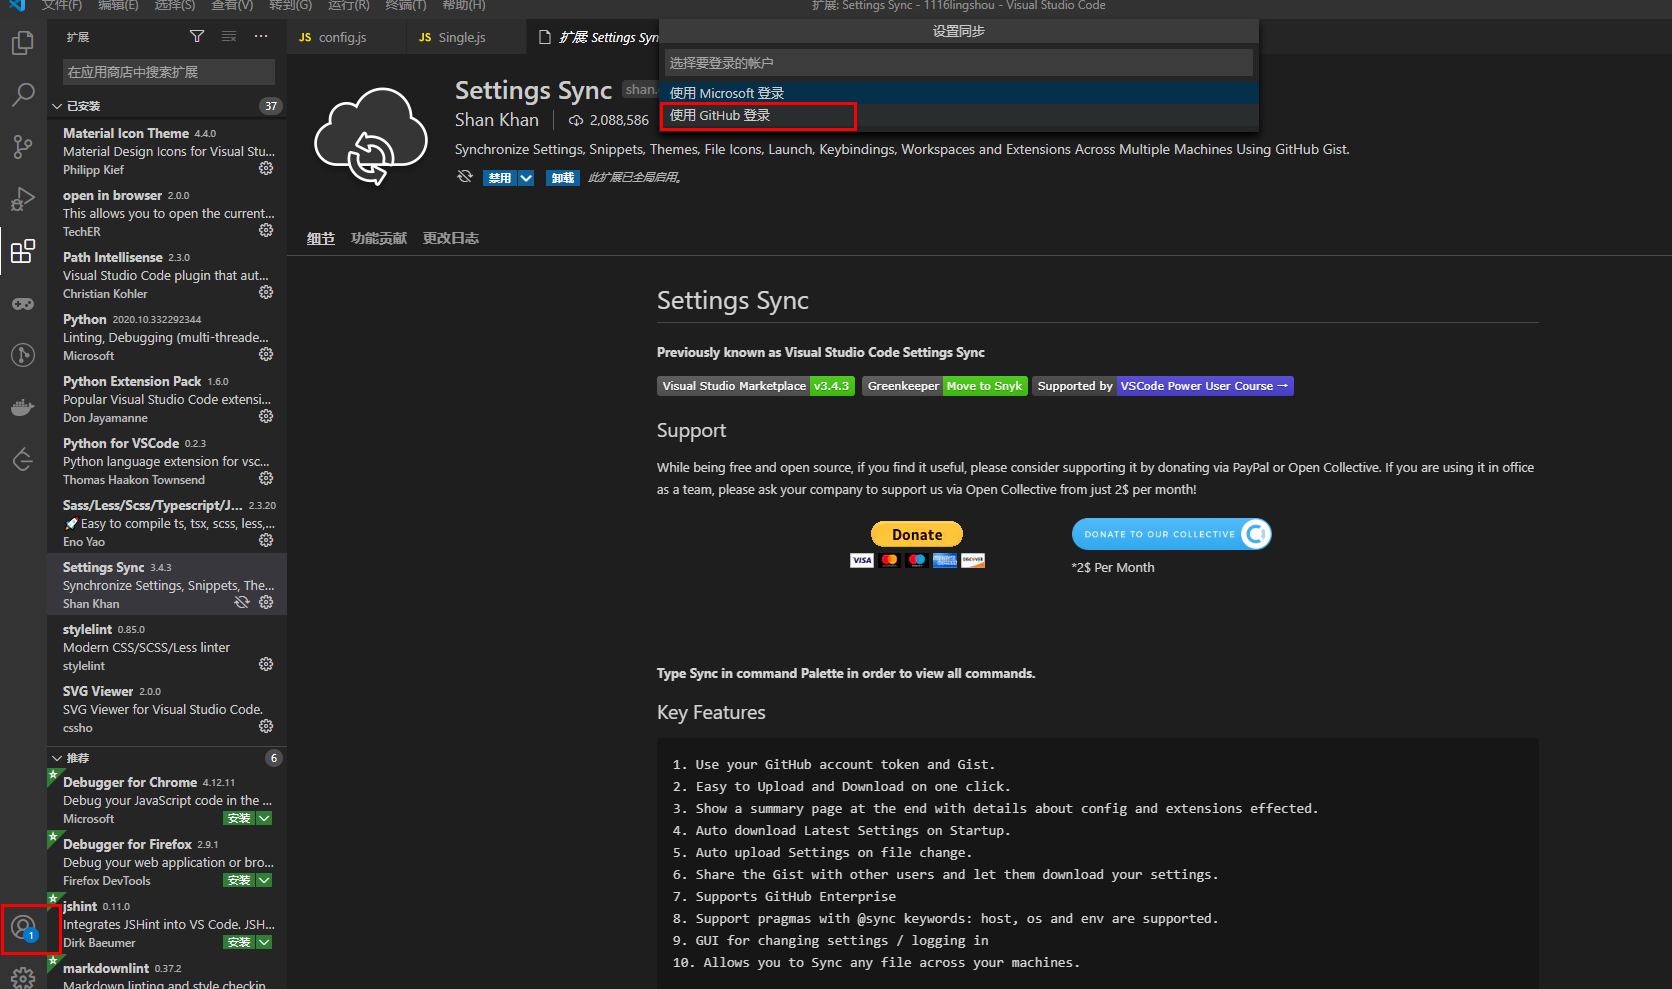 文件(F) 编辑(E) 选择(S) 查看(V) 转到(G) 运行(R) 终端(T) 帮助(H)
扩展: Settings Sync - 1116lingshou - Visual Studio Code
扩展
在应用商店中搜索扩展
已安装 37
Material Icon Theme 4.4.0
Material Design Icons for Visual Stu...
Philipp Kief
open in browser 2.0.0
This allows you to open the current...
TechER
Path Intellisense 2.3.0
Visual Studio Code plugin that aut...
Christian Kohler
Python 2020.10.332292344
Linting, Debugging (multi-threade...
Microsoft
Python Extension Pack 1.6.0
Popular Visual Studio Code extensi...
Don Jayamanne
Python for VSCode 0.2.3
Python language extension for vsc...
Thomas Haakon Townsend
Sass/Less/Scss/Typescript/J... 2.3.20
Easy to compile ts, tsx, scss, less,...
Eno Yao
Settings Sync 3.4.3
Synchronize Settings, Snippets, The...
Shan Khan
stylelint 0.85.0
Modern CSS/SCSS/Less linter
stylelint
SVG Viewer 2.0.0
SVG Viewer for Visual Studio Code.
cssho
推荐 6
Debugger for Chrome 4.12.11
Debug your JavaScript code in the ...
Microsoft 安装
Debugger for Firefox 2.9.1
Debug your web application or bro...
Firefox DevTools 安装
jshint 0.11.0
Integrates JSHint into VS Code. JSH...
Dirk Baeumer 安装
markdownlint 0.37.2
Markdown linting and style checkin
1
JS config.js
JS Single.js
扩展 Settings Syn
设置同步
选择要登录的帐户
使用 Microsoft 登录
使用 GitHub 登录
Settings Sync shan.
Shan Khan 2,088,586
Synchronize Settings, Snippets, Themes, File Icons, Launch, Keybindings, Workspaces and Extensions Across Multiple Machines Using GitHub Gist.
禁用 卸载 此扩展已全局启用。
细节 功能贡献 更改日志
Settings Sync
Previously known as Visual Studio Code Settings Sync
Visual Studio Marketplace v3.4.3 Greenkeeper Move to Snyk Supported by VSCode Power User Course →
Support
While being free and open source, if you find it useful, please consider supporting it by donating via PayPal or Open Collective. If you are using it in office
as a team, please ask your company to support us via Open Collective from just 2$ per month!
Donate
VISA
DISCOVER
DONATE TO OUR COLLECTIVE
*2$ Per Month
Type Sync in command Palette in order to view all commands.
Key Features
1. Use your GitHub account token and Gist.
2. Easy to Upload and Download on one click.
3. Show a summary page at the end with details about config and extensions effected.
4. Auto download Latest Settings on Startup.
5. Auto upload Settings on file change.
6. Share the Gist with other users and let them download your settings.
7. Supports GitHub Enterprise
8. Support pragmas with @sync keywords: host, os and env are supported.
9. GUI for changing settings / logging in
10. Allows you to Sync any file across your machines.